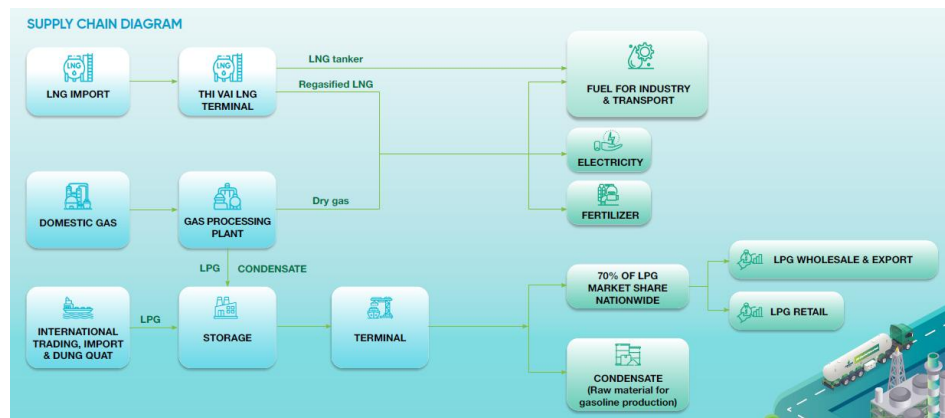 SUPPLY CHAIN DIAGRAM
LNG
LNG IMPORT
LNG
THI VAI LNG
TERMINAL
LNG tanker
Regasified LNG
FUEL FOR INDUSTRY
& TRANSPORT
ELECTRICITY
FERTILIZER
DOMESTIC GAS
GAS PROCESSING
PLANT
Dry gas
LPG
CONDENSATE
INTERNATIONAL
TRADING, IMPORT
& DUNG QUAT
LPG
STORAGE
TERMINAL
70% OF LPG
MARKET SHARE
NATIONWIDE
LPG WHOLESALE & EXPORT
LPG RETAIL
CONDENSATE
(Raw material for
gasoline production)